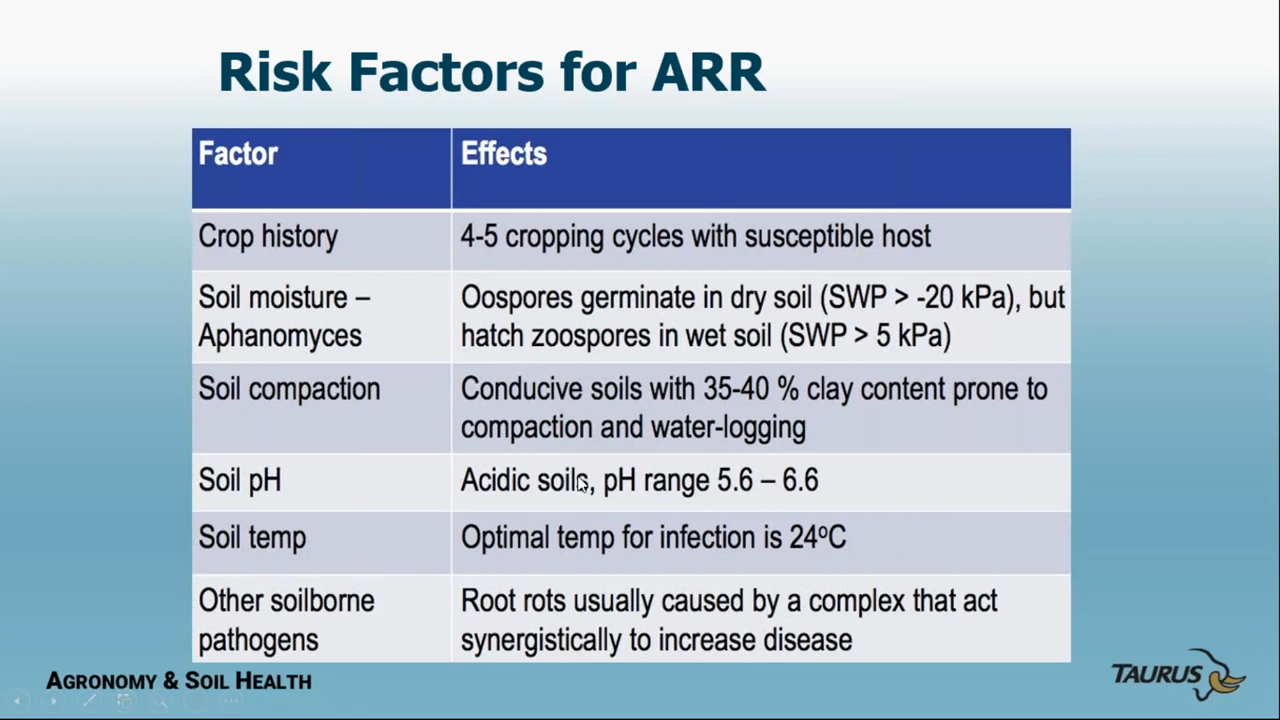 Risk Factors for ARR
Factor
Effects
Crop history
4-5 cropping cycles with susceptible host
Soil moisture –
Aphanomyces
Oospores germinate in dry soil (SWP > -20 kPa), but
hatch zoospores in wet soil (SWP > 5 kPa)
Soil compaction
Conducive soils with 35-40 % clay content prone to
compaction and water-logging
Soil pH
Acidic soils, pH range 5.6 – 6.6
Soil temp
Optimal temp for infection is 24ºC
Other soilborne
pathogens
Root rots usually caused by a complex that act
synergistically to increase disease
AGRONOMY & SOIL HEALTH
TAURUS